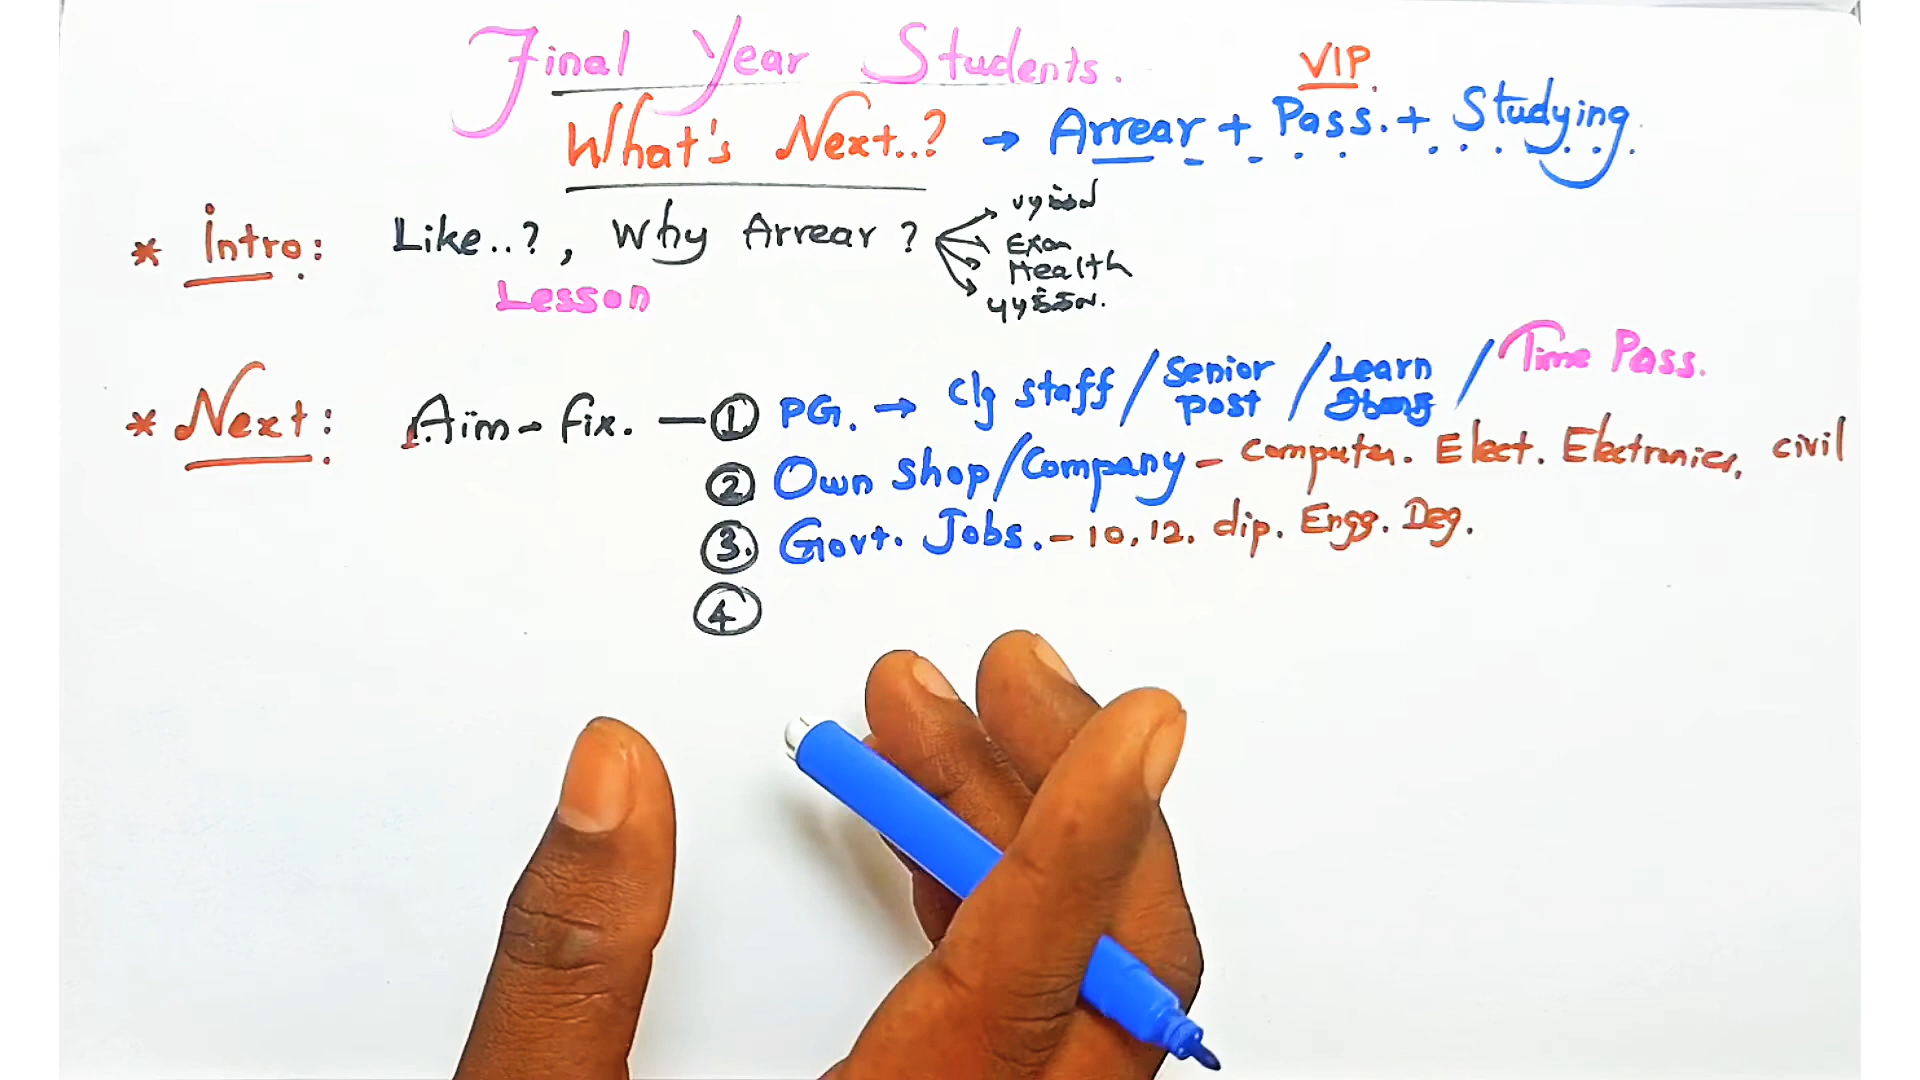 Final Year Students.
VIP.
What's Next..? → Arrear + Pass. + Studying.
* Intro: Like..?, Why Arrear ?
Exam
Health
Lesson
* Next: Aim - fix. — ① PG. → Clg staff / Senior post / Learn / Time Pass.
② Own Shop/Company - Computer. Elect. Electronics, civil
③. Govt. Jobs. - 10, 12. dip. Engg. Deg.
④